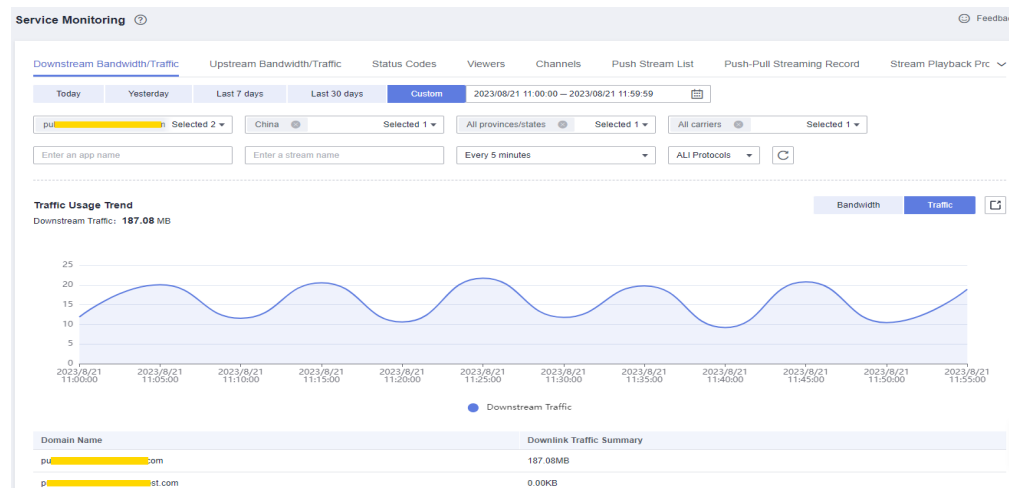 Service Monitoring ?
Feedba
Downstream Bandwidth/Traffic Upstream Bandwidth/Traffic Status Codes Viewers Channels Push Stream List Push-Pull Streaming Record Stream Playback Prc
Today Yesterday Last 7 days Last 30 days Custom 2023/08/21 11:00:00 — 2023/08/21 11:59:59
pul n Selected 2 China Selected 1 All provinces/states Selected 1 All carriers Selected 1
Enter an app name Enter a stream name Every 5 minutes ALI Protocols
Traffic Usage Trend
Bandwidth Traffic
Downstream Traffic: 187.08 MB
25
20
15
10
5
0
2023/8/21 2023/8/21 2023/8/21 2023/8/21 2023/8/21 2023/8/21 2023/8/21 2023/8/21 2023/8/21 2023/8/21 2023/8/21 2023/8/21
11:00:00 11:05:00 11:10:00 11:15:00 11:20:00 11:25:00 11:30:00 11:35:00 11:40:00 11:45:00 11:50:00 11:55:00
Downstream Traffic
Domain Name Downlink Traffic Summary
pu com 187.08MB
p st.com 0.00KB